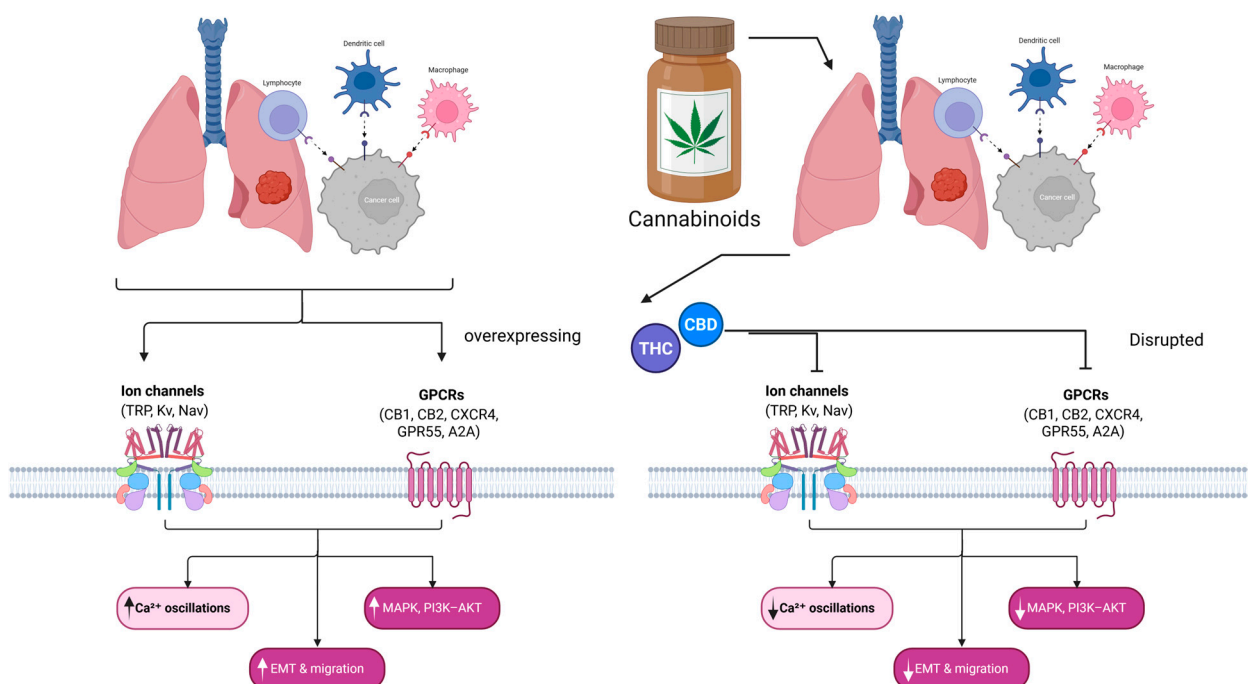 Dendritic cell
Lymphocyte
Macrophage
Cancer cell
overexpressing
Ion channels
(TRP, Kv, Nav)
GPCRs
(CB1, CB2, CXCR4,
GPR55, A2A)
Ca²⁺ oscillations
MAPK, PI3K–AKT
EMT & migration
Cannabinoids
Dendritic cell
Lymphocyte
Macrophage
Cancer cell
THC
CBD
Disrupted
Ion channels
(TRP, Kv, Nav)
GPCRs
(CB1, CB2, CXCR4,
GPR55, A2A)
Ca²⁺ oscillations
MAPK, PI3K–AKT
EMT & migration